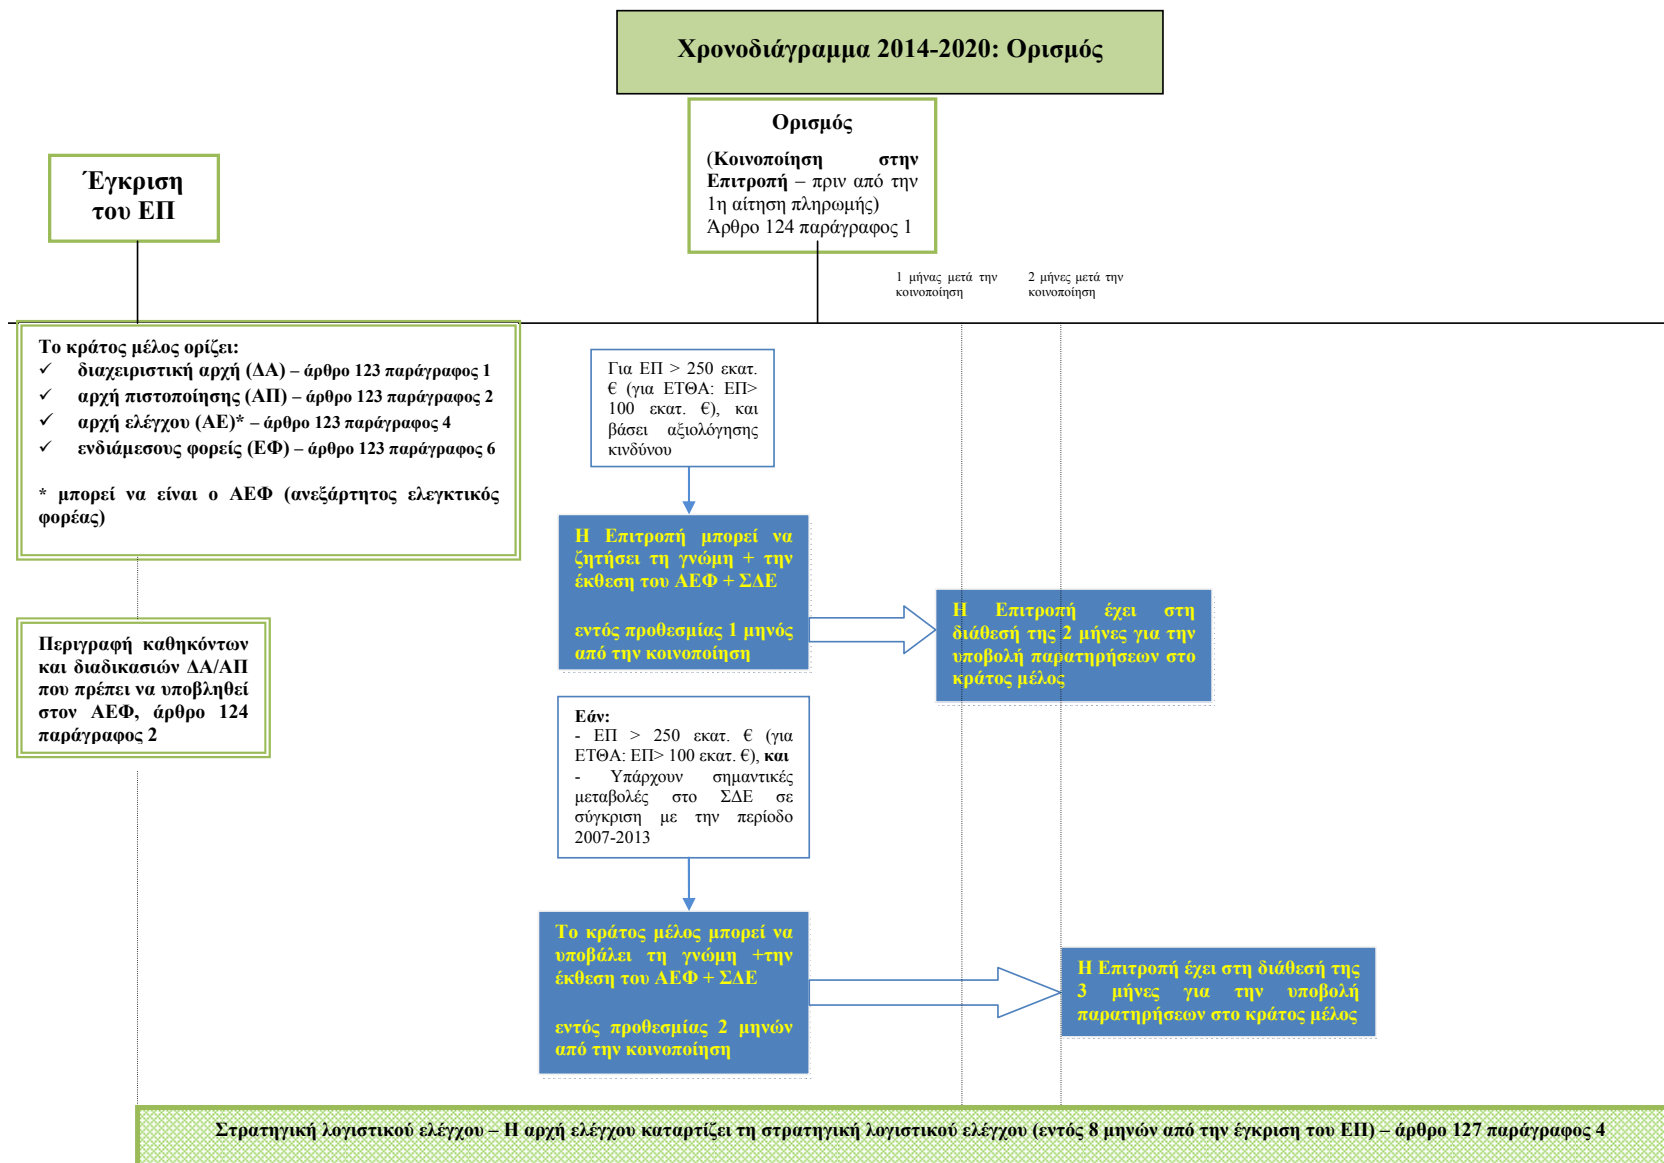 Χρονοδιάγραμμα 2014-2020: Ορισμός
Ορισμός
(Κοινοποίηση στην
Επιτροπή – πριν από την
1η αίτηση πληρωμής)
Άρθρο 124 παράγραφος 1
Έγκριση
του ΕΠ
1 μήνας μετά την
κοινοποίηση
2 μήνες μετά την
κοινοποίηση
Το κράτος μέλος ορίζει:
✓ διαχειριστική αρχή (ΔΑ) – άρθρο 123 παράγραφος 1
✓ αρχή πιστοποίησης (ΑΠ) – άρθρο 123 παράγραφος 2
✓ αρχή ελέγχου (ΑΕ)* – άρθρο 123 παράγραφος 4
✓ ενδιάμεσους φορείς (ΕΦ) – άρθρο 123 παράγραφος 6
* μπορεί να είναι ο ΑΕΦ (ανεξάρτητος ελεγκτικός
φορέας)
Για ΕΠ > 250 εκατ.
€ (για ΕΤΘΑ: ΕΠ>
100 εκατ. €), και
βάσει αξιολόγησης
κινδύνου
Η Επιτροπή μπορεί να
ζητήσει τη γνώμη + την
έκθεση του ΑΕΦ + ΣΔΕ
εντός προθεσμίας 1 μηνός
από την κοινοποίηση
Η Επιτροπή έχει στη
διάθεσή της 2 μήνες για την
υποβολή παρατηρήσεων στο
κράτος μέλος
Περιγραφή καθηκόντων
και διαδικασιών ΔΑ/ΑΠ
που πρέπει να υποβληθεί
στον ΑΕΦ, άρθρο 124
παράγραφος 2
Εάν:
- ΕΠ > 250 εκατ. € (για
ΕΤΘΑ: ΕΠ> 100 εκατ. €), και
- Υπάρχουν σημαντικές
μεταβολές στο ΣΔΕ σε
σύγκριση με την περίοδο
2007-2013
Το κράτος μέλος μπορεί να
υποβάλει τη γνώμη +την
έκθεση του ΑΕΦ + ΣΔΕ
εντός προθεσμίας 2 μηνών
από την κοινοποίηση
Η Επιτροπή έχει στη διάθεσή της
3 μήνες για την υποβολή
παρατηρήσεων στο κράτος μέλος
Στρατηγική λογιστικού ελέγχου – Η αρχή ελέγχου καταρτίζει τη στρατηγική λογιστικού ελέγχου (εντός 8 μηνών από την έγκριση του ΕΠ) – άρθρο 127 παράγραφος 4